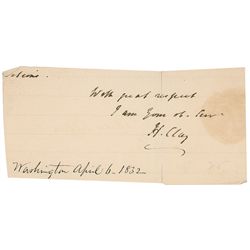 With great respect
I am Your ob. Serv.
H. Clay
Washington April 6. 1832